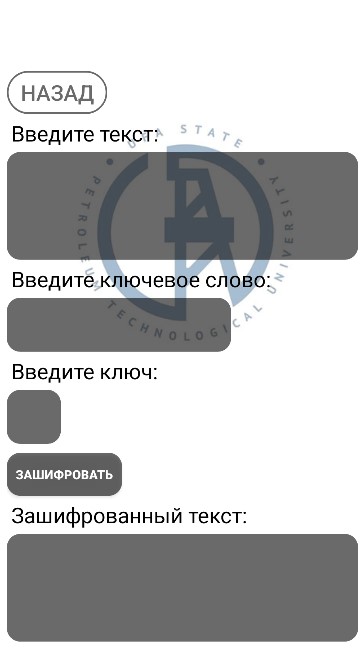 НАЗАД
Введите текст:
UFA STATE
PETROLEUM TECHNOLOGICAL UNIVERSITY
Введите ключевое слово:
Введите ключ:
ЗАШИФРОВАТЬ
Зашифрованный текст: